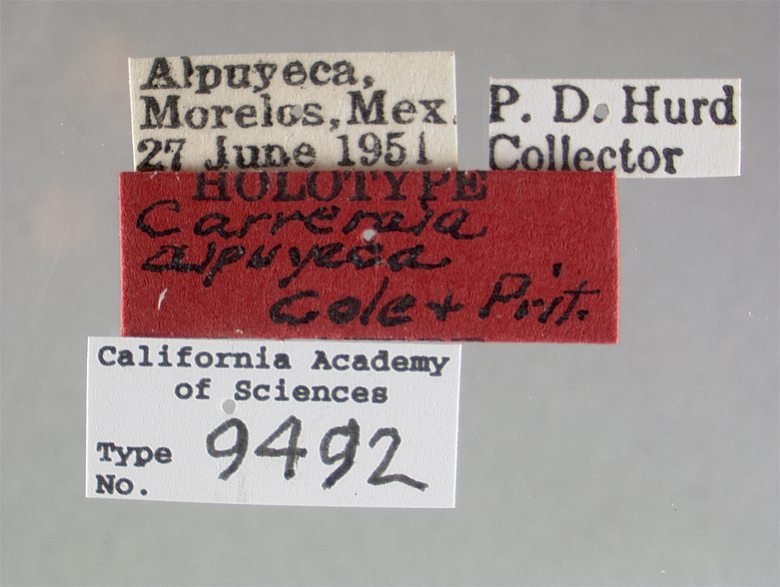 Alpuyeca,
Morelos, Mex.
27 June 1951
P. D. Hurd
Collector
HOLOTYPE
Carreraia
alpuyeca
Cole + Prit.
California Academy
of Sciences
Type
No. 9492